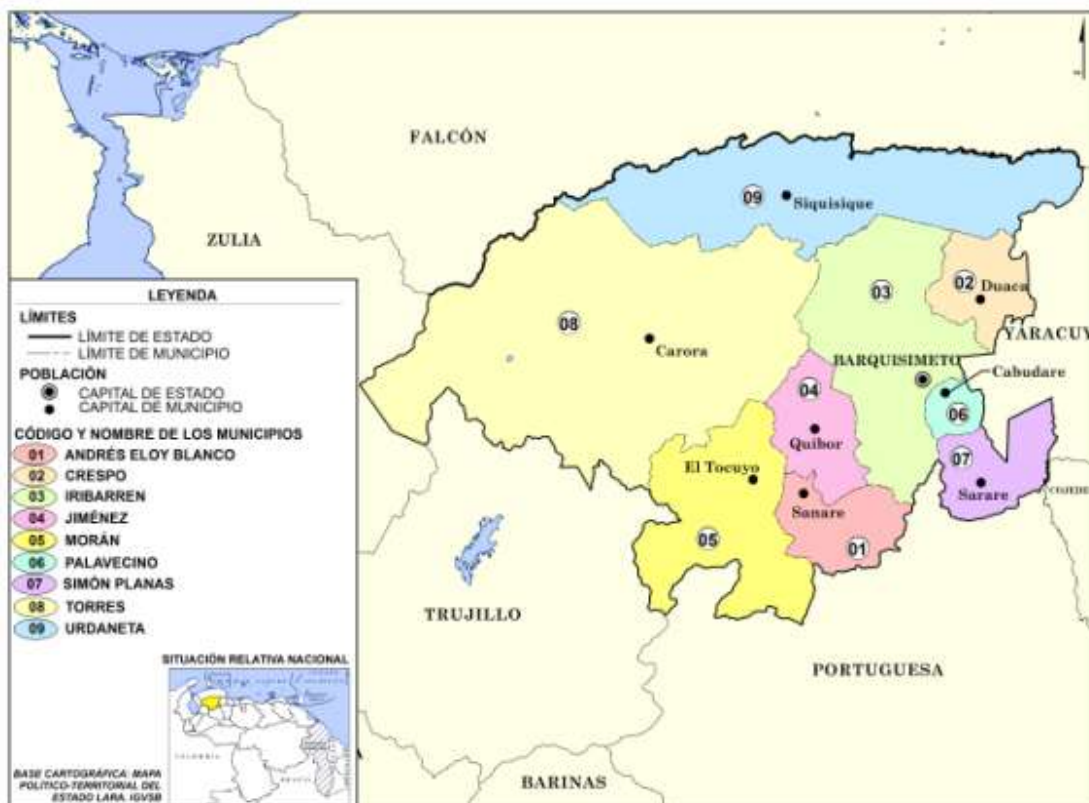 FALCÓN
09
Siquisique
ZULIA
03
02
Duaca
LEYENDA
08
YARACUY
LÍMITES
LÍMITE DE ESTADO
Carora
LÍMITE DE MUNICIPIO
BARQUISIMETO
Cabudare
POBLACIÓN
CAPITAL DE ESTADO
04
CAPITAL DE MUNICIPIO
06
Quibor
CÓDIGO Y NOMBRE DE LOS MUNICIPIOS
01 ANDRÉS ELOY BLANCO
07
02 CRESPO
El Tocuyo
Sarare
03 IRIBARREN
Sanare
04 JIMÉNEZ
05 MORÁN
05
01
06 PALAVECINO
07 SIMÓN PLANAS
08 TORRES
TRUJILLO
09 URDANETA
SITUACIÓN RELATIVA NACIONAL
PORTUGUESA
COLOMBIA
BRASIL
BASE CARTOGRÁFICA: MAPA
POLÍTICO-TERRITORIAL DEL
ESTADO LARA. IGVSB
BARINAS